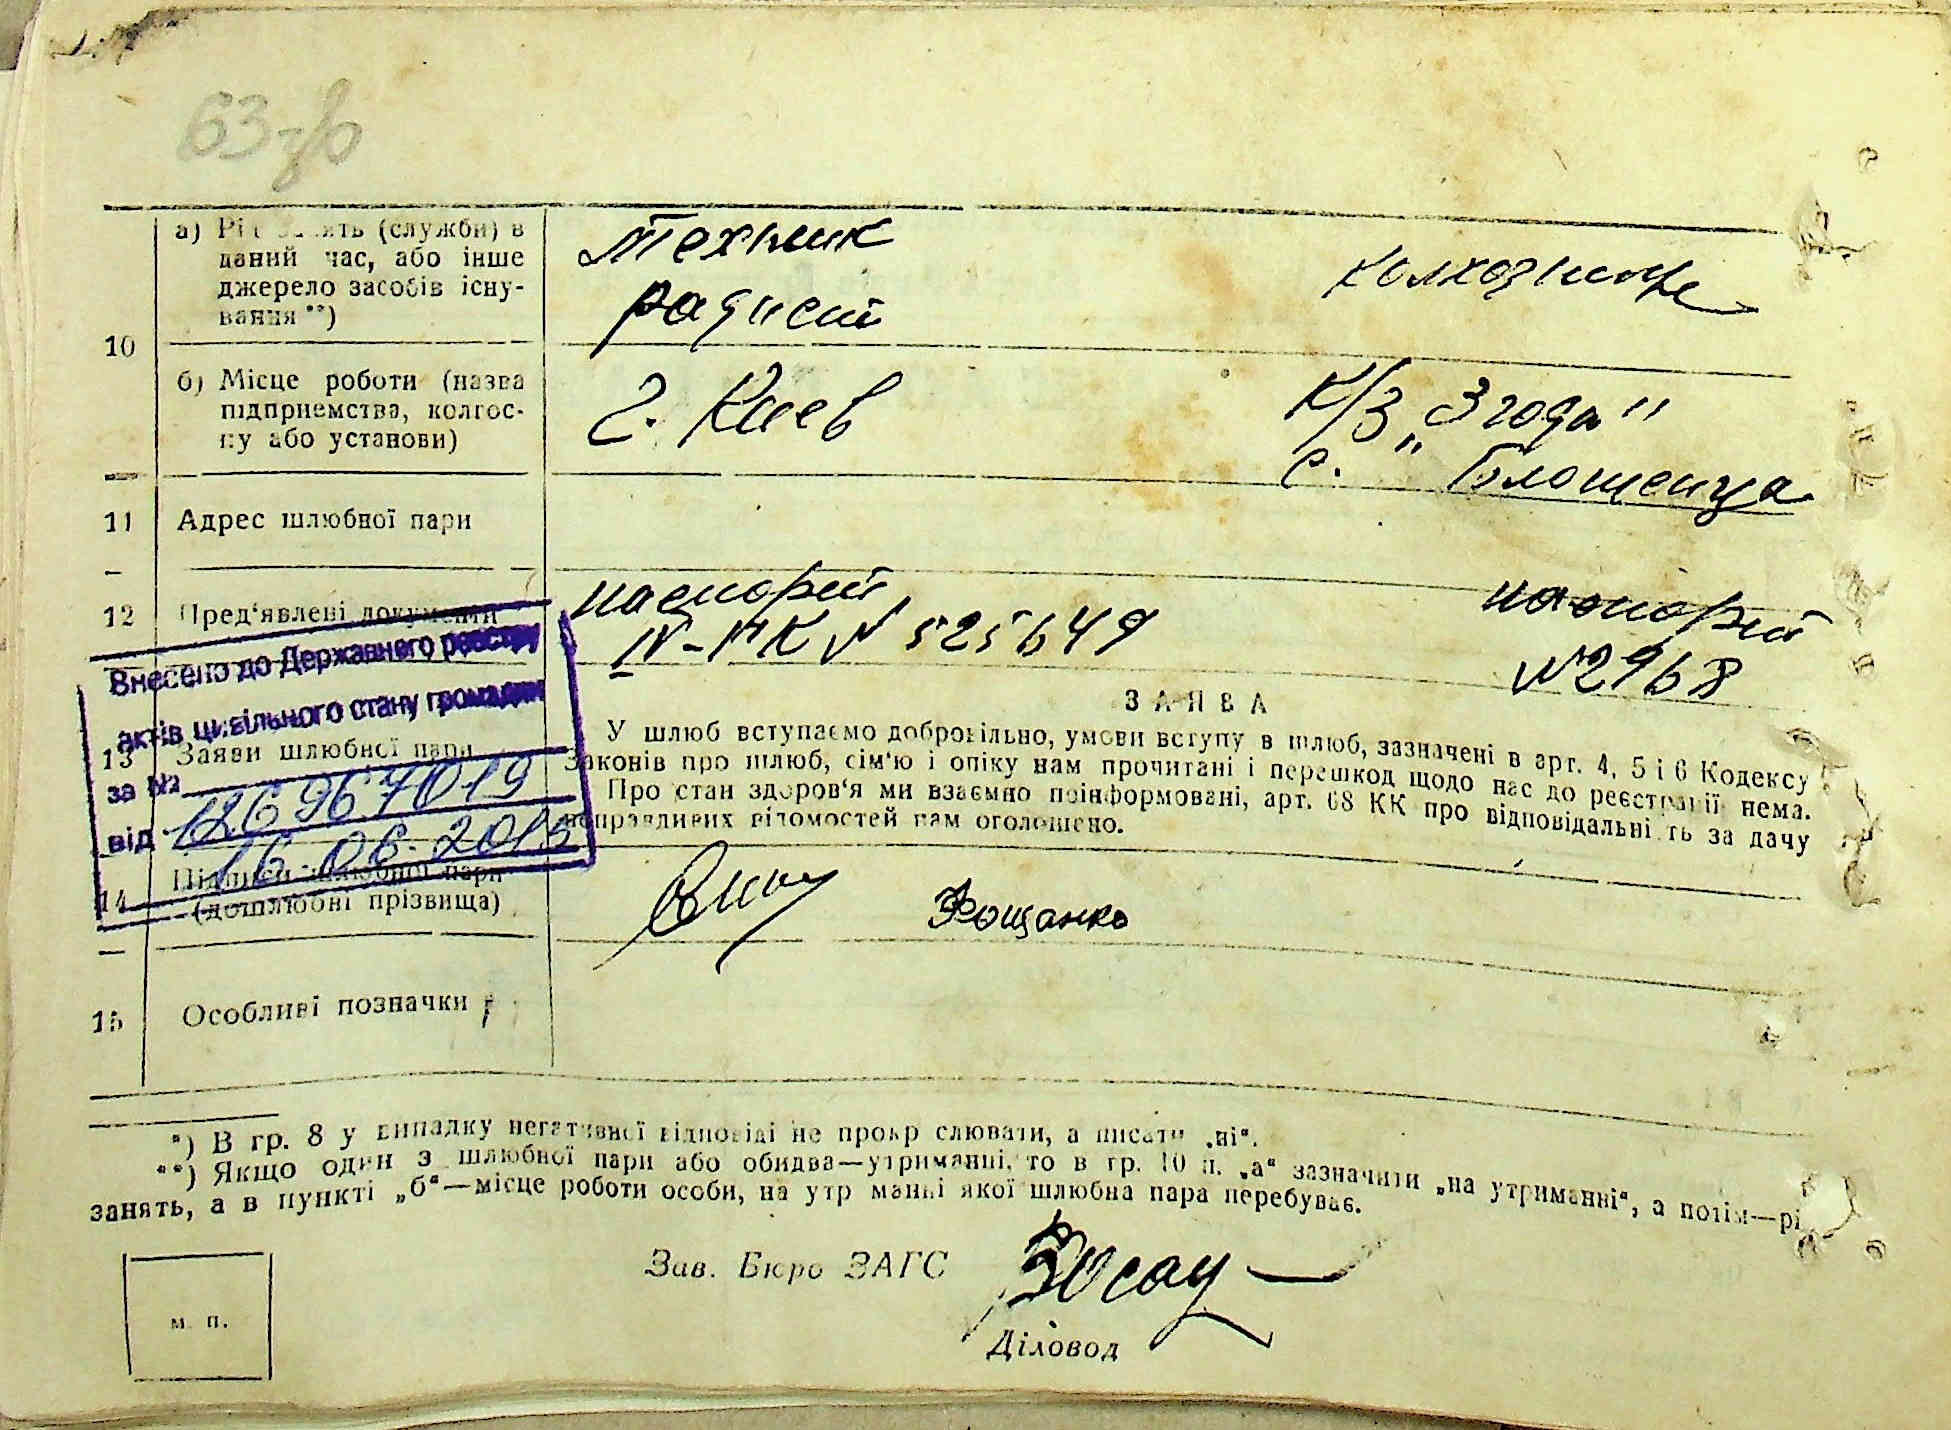 а) Рід занять (служби) в
даний час, або інше
джерело засобів існу-
вання **)
Техник
радист
10
б) Місце роботи (назва
підприємства, колгос-
пу або установи)
г. Киев
К/З „Згода"
с.
11 Адрес шлюбної пари
12 Пред'явлені документи
паспорт
№ 525649
паспорт
№2968
Внесено до Державного реєстру
актів цивільного стану громадян
за №
126967019
від 16.06.2015
13 Заяви шлюбної пари
ЗАЯВА
У шлюб вступаємо добровільно, умови вступу в шлюб, зазначені в арт. 4, 5 і 6 Кодексу
Законів про шлюб, сім'ю і опіку нам прочитані і перешкод щодо нас до реєстрації нема.
Про стан здоров'я ми взаємно поінформовані, арт. 68 КК про відповідальність за дачу
неправдивих відомостей нам оголошено.
14 Підписи шлюбної пари
(дошлюбні прізвища)
15 Особливі позначки
*) В гр. 8 у випадку негативної відповіді не прокреслювати, а писати „ні".
**) Якщо один з шлюбної пари або обидва—утриманці, то в гр. 10 п. „а" зазначити „на утриманні", а потім—рід
занять, а в пункті „б"—місце роботи особи, на утриманні якої шлюбна пара перебуває.
Зав. Бюро ЗАГС
Діловод
м. п.